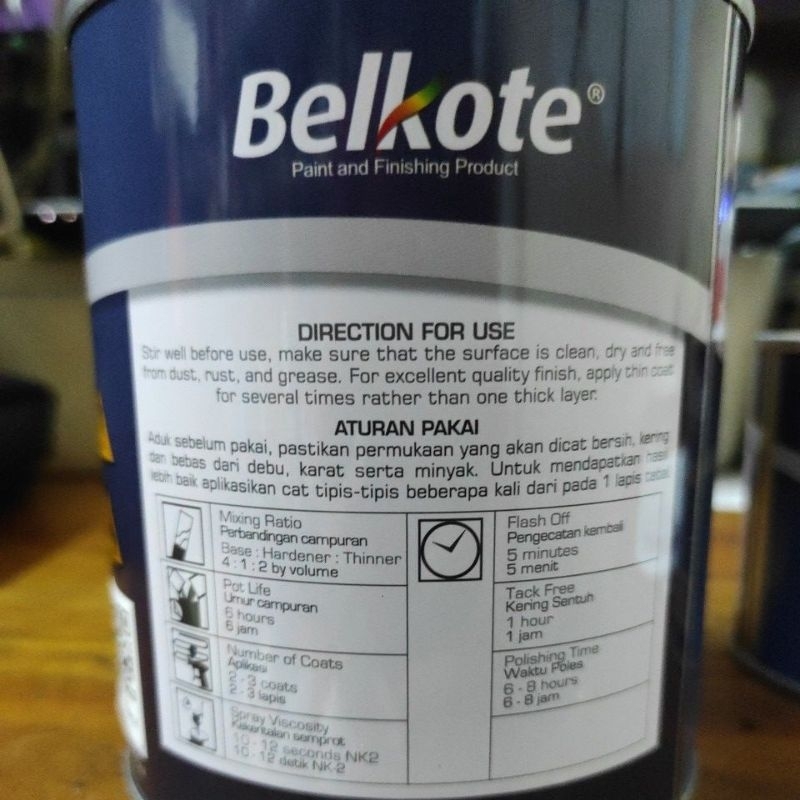 Belkote®
Paint and Finishing Product
DIRECTION FOR USE
Stir well before use, make sure that the surface is clean, dry and free
from dust, rust, and grease. For excellent quality finish, apply thin coat
for several times rather than one thick layer.
ATURAN PAKAI
Aduk sebelum pakai, pastikan permukaan yang akan dicat bersih, kering
dan bebas dari debu, karat serta minyak. Untuk mendapatkan hasil
lebih baik aplikasikan cat tipis-tipis beberapa kali dari pada 1 lapis tebal.
Mixing Ratio
Perbandingan campuran
Base : Hardener : Thinner
4 : 1 : 2 by volume
Pot Life
Umur campuran
6 hours
6 jam
Number of Coats
Aplikasi
2 - 3 coats
2 - 3 lapis
Spray Viscosity
Kekentalan semprot
10 - 12 seconds NK2
10 - 12 detik NK-2
Flash Off
Pengecatan kembali
5 minutes
5 menit
Tack Free
Kering Sentuh
1 hour
1 jam
Polishing Time
Waktu Poles
6 - 8 hours
6 - 8 jam